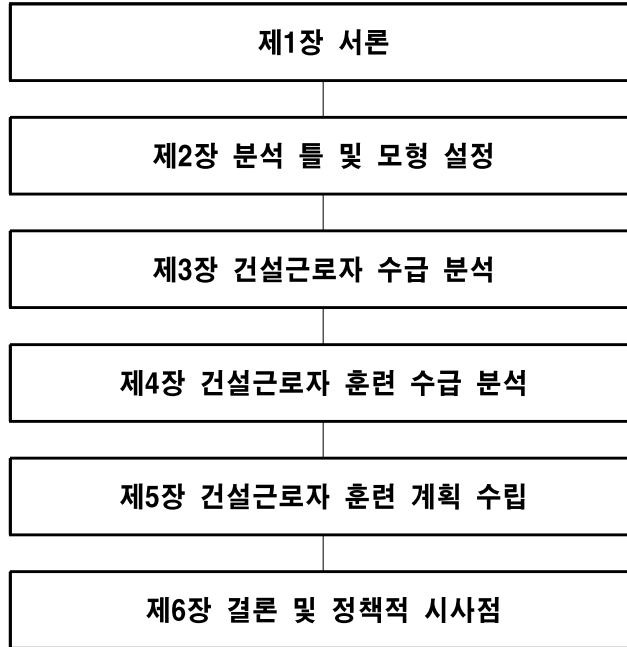 제1장 서론
제2장 분석 틀 및 모형 설정
제3장 건설근로자 수급 분석
제4장 건설근로자 훈련 수급 분석
제5장 건설근로자 훈련 계획 수립
제6장 결론 및 정책적 시사점